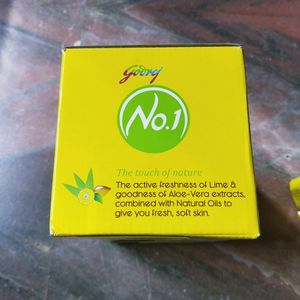 Godrej
No.1
The touch of nature
The active freshness of Lime &
goodness of Aloe-Vera extracts,
combined with Natural Oils to
give you fresh, soft skin.